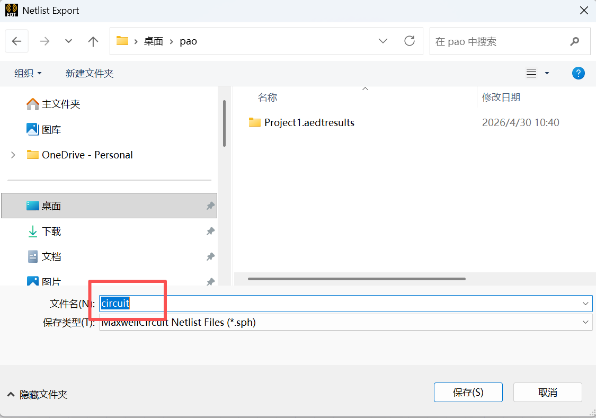 Netlist Export
桌面 pao
在 pao 中搜索
组织 新建文件夹
名称 修改日期
主文件夹
图库
OneDrive - Personal
桌面
下载
文档
图片
Project1.aedtresults 2026/4/30 10:40
文件名(N): circuit
保存类型(T): MaxwellCircuit Netlist Files (*.sph)
隐藏文件夹
保存(S) 取消